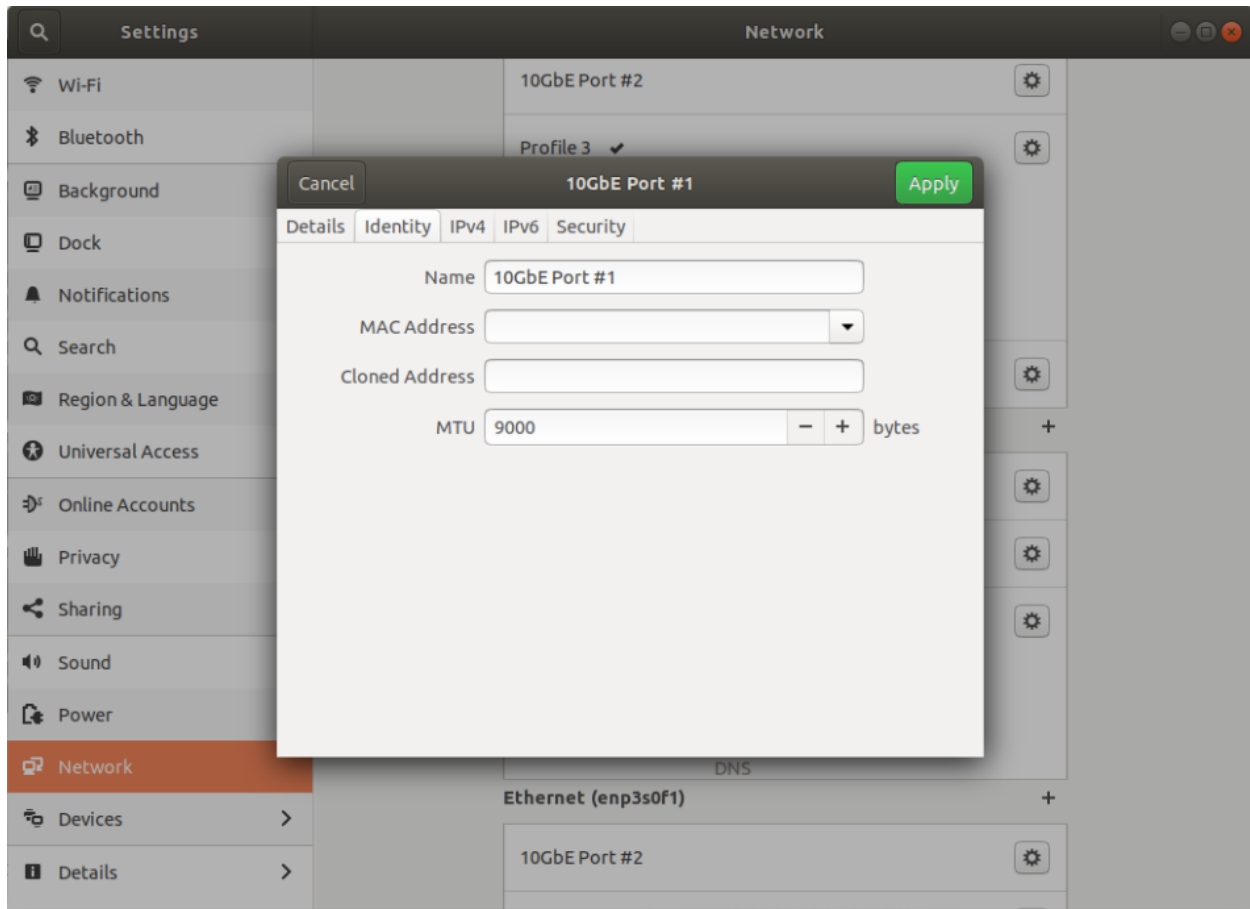 Settings
Network
Wi-Fi
Bluetooth
Background
Dock
Notifications
Search
Region & Language
Universal Access
Online Accounts
Privacy
Sharing
Sound
Power
Network
Devices
Details
10GbE Port #2
Profile 3
Cancel
10GbE Port #1
Apply
Details Identity IPv4 IPv6 Security
Name 10GbE Port #1
MAC Address
Cloned Address
MTU 9000 − + bytes
+
DNS
Ethernet (enp3s0f1) +
10GbE Port #2